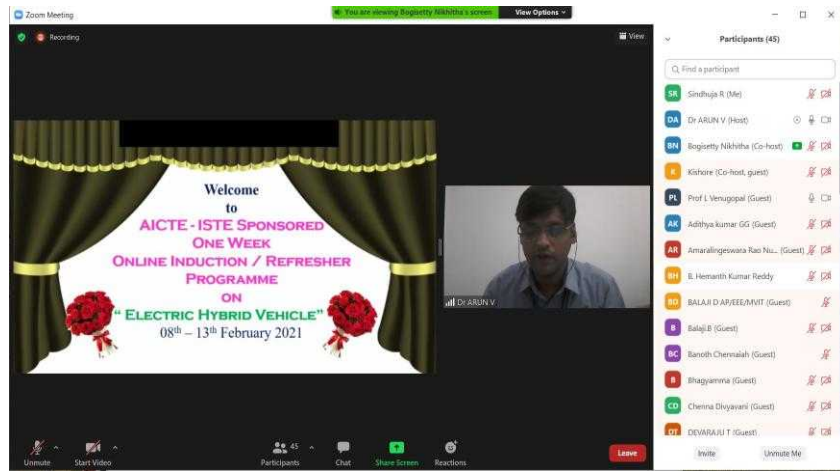 Zoom Meeting
You are viewing Bogisetty Nikhitha's screen
View Options
Recording
View
Welcome
to
AICTE - ISTE SPONSORED
ONE WEEK
ONLINE INDUCTION / REFRESHER
PROGRAMME
ON
" ELECTRIC HYBRID VEHICLE"
08th – 13th February 2021
Dr ARUN V
Participants (45)
Find a participant
SR Sindhuja R (Me)
DA Dr ARUN V (Host)
BN Bogisetty Nikhitha (Co-host)
K Kishore (Co-host, guest)
PL Prof L Venugopal (Guest)
AK Adithya kumar GG (Guest)
AR Amaralingeswara Rao Nu... (Guest)
BH B. Hemanth Kumar Reddy
BD BALAJI D AP/EEE/MVIT (Guest)
B Balaji.B (Guest)
BC Banoth Chennaiah (Guest)
B Bhagyamma (Guest)
CD Chenna Divyavani (Guest)
DT DEVARAJU T (Guest)
Unmute
Start Video
45
Participants
Chat
Share Screen
Reactions
Leave
Invite
Unmute Me